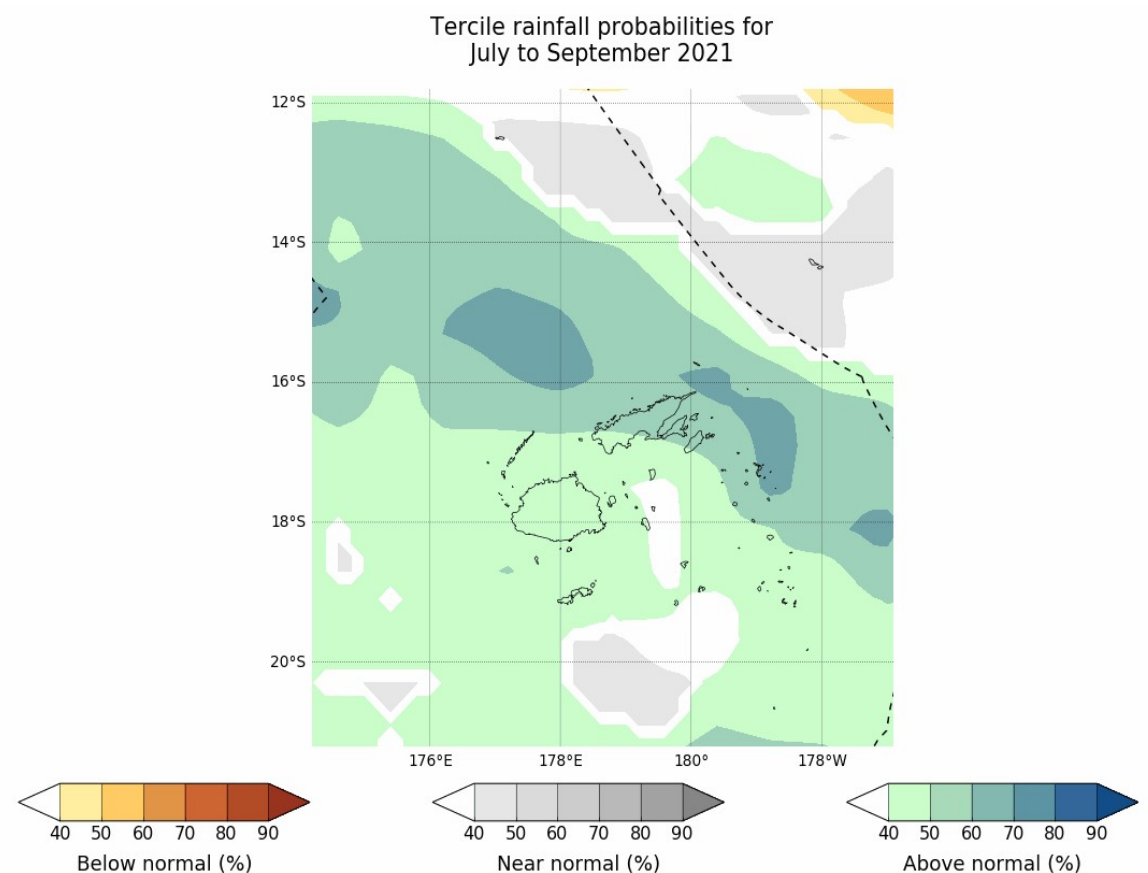 Tercile rainfall probabilities for
July to September 2021
12°S
14°S
16°S
18°S
20°S
176°E 178°E 180° 178°W
40 50 60 70 80 90 40 50 60 70 80 90 40 50 60 70 80 90
Below normal (%) Near normal (%) Above normal (%)